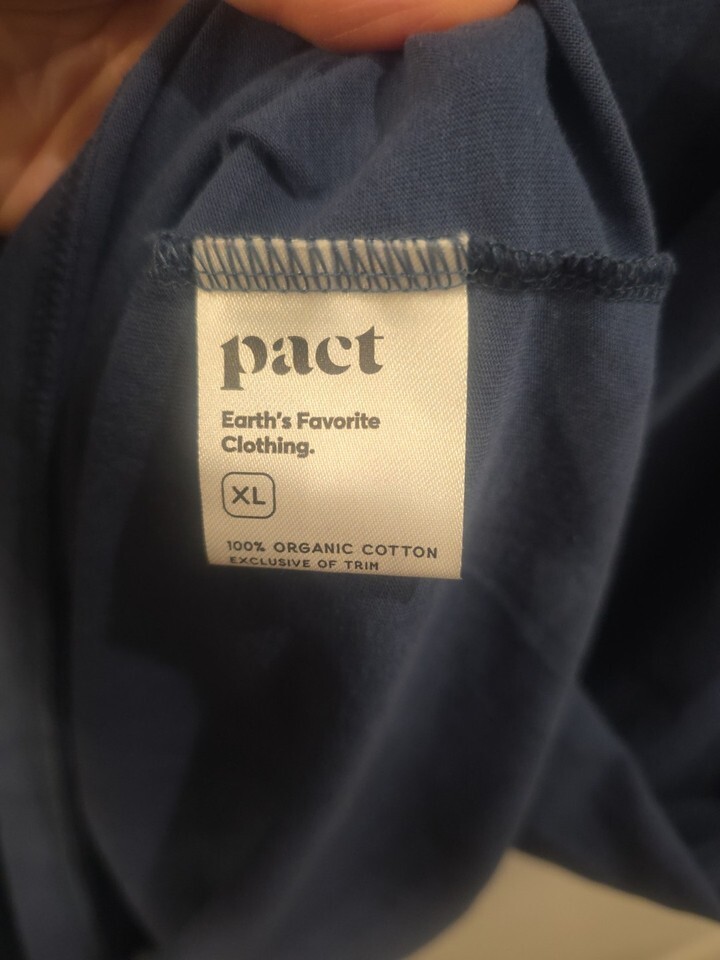 pact
Earth's Favorite
Clothing.
XL
100% ORGANIC COTTON
EXCLUSIVE OF TRIM